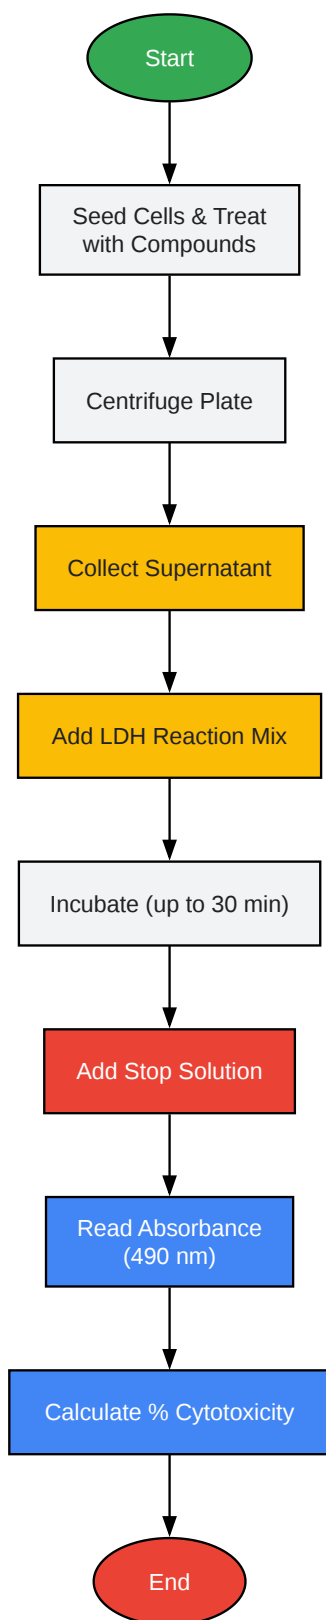 Start
Seed Cells & Treat
with Compounds
Centrifuge Plate
Collect Supernatant
Add LDH Reaction Mix
Incubate (up to 30 min)
Add Stop Solution
Read Absorbance
(490 nm)
Calculate % Cytotoxicity
End